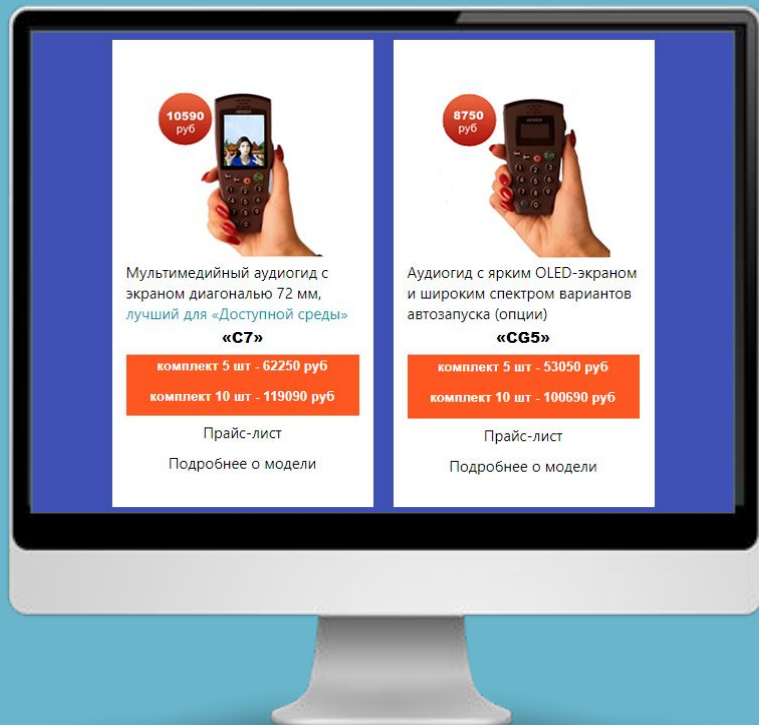 10590
руб
Мультимедийный аудиогид с
экраном диагональю 72 мм,
лучший для «Доступной среды»
«C7»
комплект 5 шт - 62250 руб
комплект 10 шт - 119090 руб
Прайс-лист
Подробнее о модели
8750
руб
Аудиогид с ярким OLED-экраном
и широким спектром вариантов
автозапуска (опции)
«CG5»
комплект 5 шт - 53050 руб
комплект 10 шт - 100690 руб
Прайс-лист
Подробнее о модели